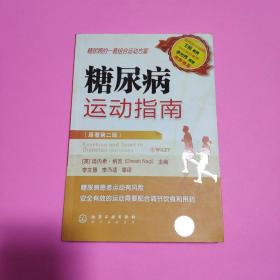 糖尿病的一套综合运动方案
糖尿病
运动指南
(原著第二版)
Exercise and Sport in
Diabetes
WILEY
[英] 迪内希·纳吉 (Dinesh Nagi) 主编
李文慧 李乃适 等译
糖尿病患者运动有风险
安全有效的运动需要配合调节饮食和用药
化学工业出版社